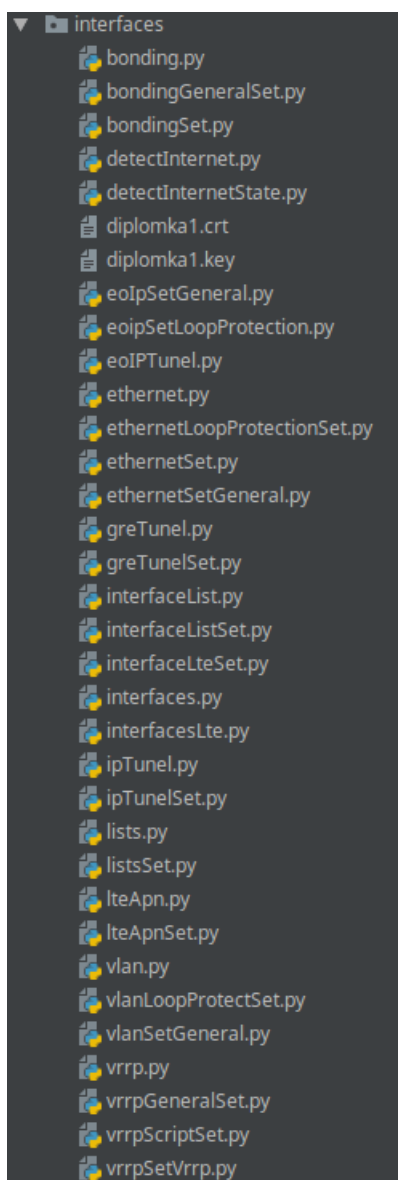 interfaces
bonding.py
bondingGeneralSet.py
bondingSet.py
detectInternet.py
detectInternetState.py
diplomka1.crt
diplomka1.key
eoIpSetGeneral.py
eoipSetLoopProtection.py
eoIPTunel.py
ethernet.py
ethernetLoopProtectionSet.py
ethernetSet.py
ethernetSetGeneral.py
greTunel.py
greTunelSet.py
interfaceList.py
interfaceListSet.py
interfaceLteSet.py
interfaces.py
interfacesLte.py
ipTunel.py
ipTunelSet.py
lists.py
listsSet.py
lteApn.py
lteApnSet.py
vlan.py
vlanLoopProtectSet.py
vlanSetGeneral.py
vrrp.py
vrrpGeneralSet.py
vrrpScriptSet.py
vrrpSetVrrp.py